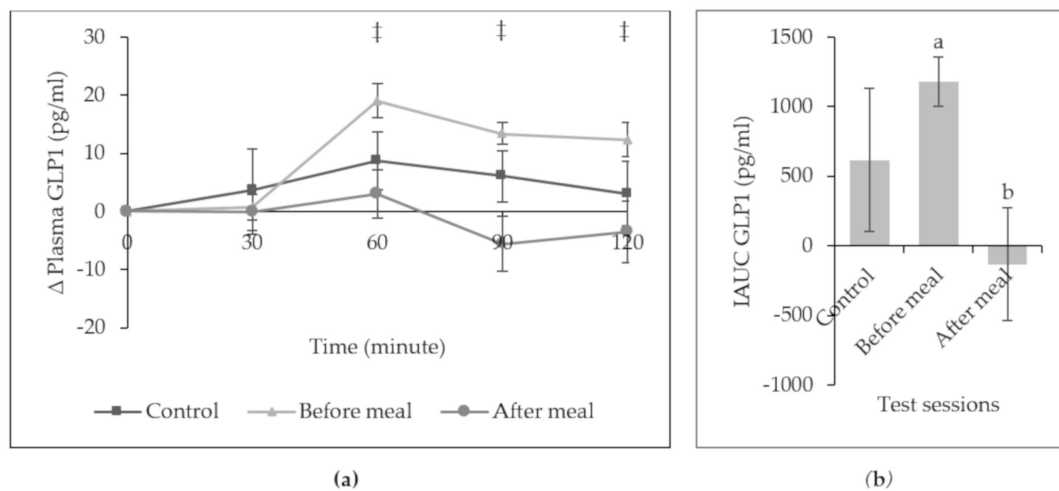 30
20
10
0
-10
-20
Δ Plasma GLP1 (pg/ml)
‡ ‡ ‡
0 30 60 90 120
Time (minute)
Control Before meal After meal
(a)
1500
1000
500
0
-500
-1000
IAUC GLP1 (pg/ml)
a
b
Control
Before meal
After meal
Test sessions
(b)